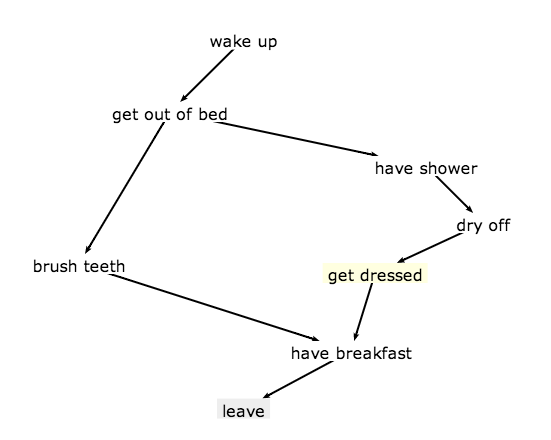 wake up
get out of bed
have shower
dry off
brush teeth
get dressed
have breakfast
leave